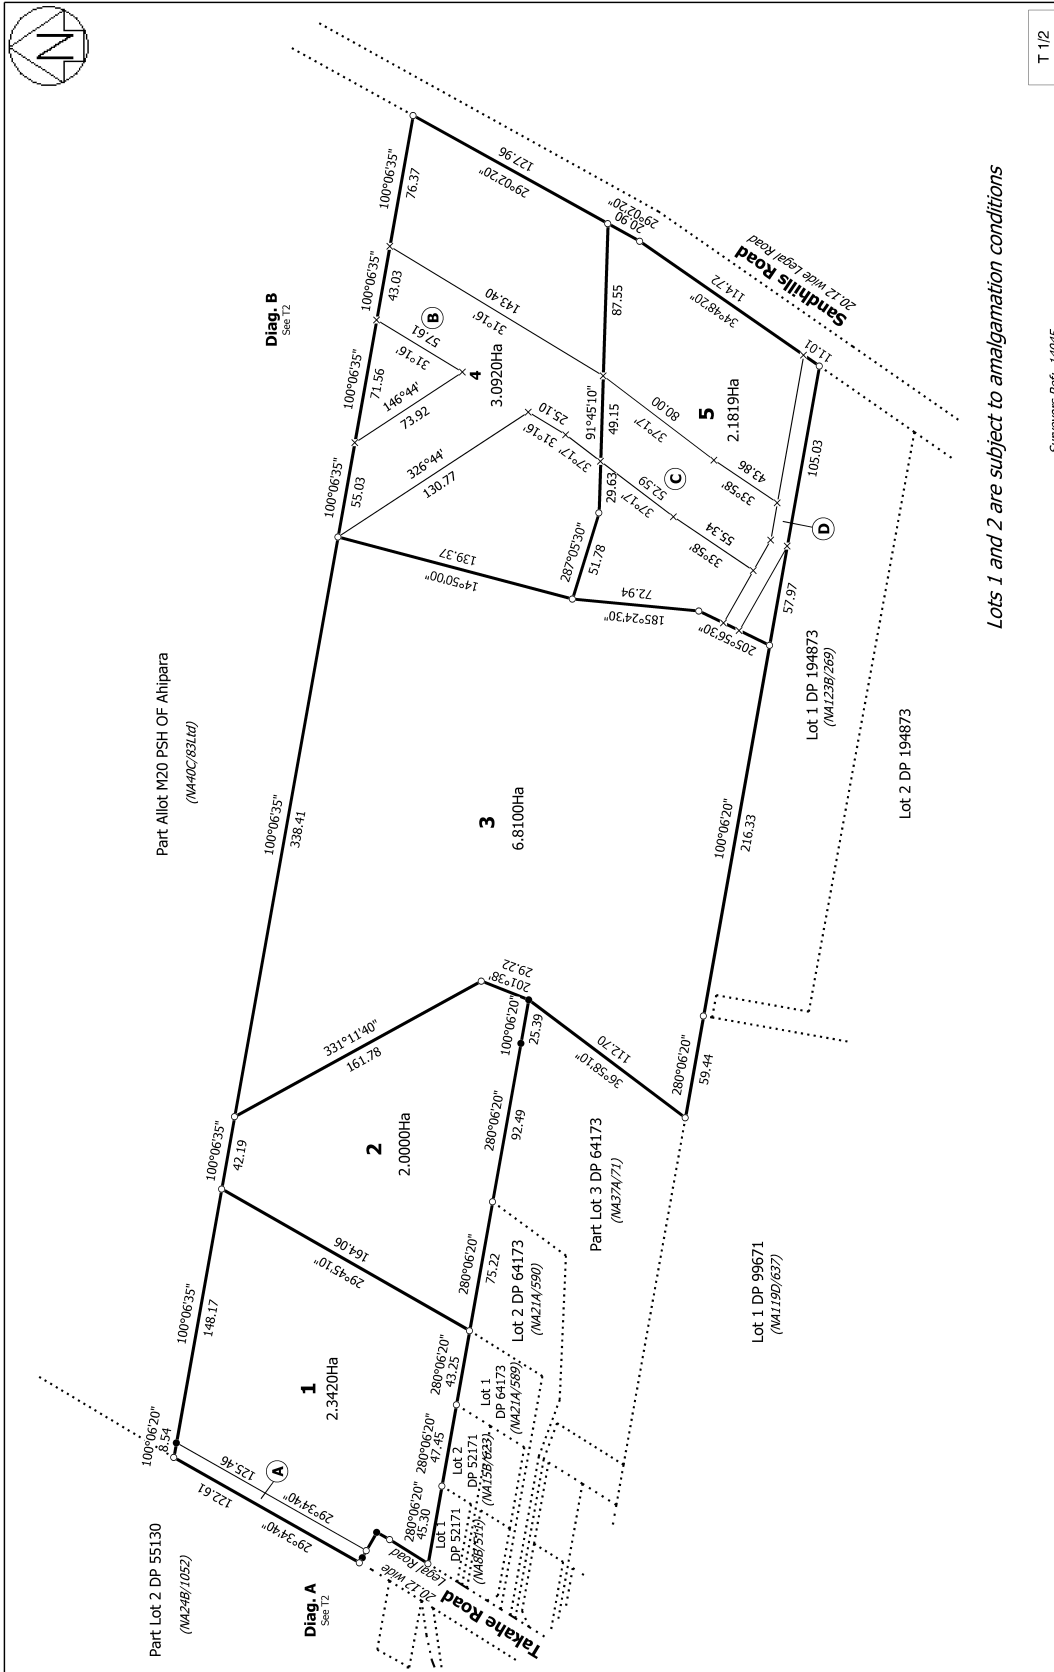 N
T 1/2
Lots 1 and 2 are subject to amalgamation conditions
Part Lot 2 DP 55130
(NA24B/1052)
Part Allot M20 PSH OF Ahipara
(NA40C/83Ltd)
Diag. B
See T2
Diag. A
See T2
100°06'20"
8.54
100°06'35"
148.17
100°06'35"
42.19
100°06'35"
338.41
100°06'35"
55.03
100°06'35"
71.56
100°06'35"
43.03
100°06'35"
76.37
122.61
29°34'40"
125.46
29°34'40"
A
1
2.3420Ha
164.06
29°45'10"
2
2.0000Ha
331°11'40"
161.78
201°38'
29.22
100°06'20"
25.39
280°06'20"
92.49
280°06'20"
75.22
280°06'20"
43.25
280°06'20"
47.45
280°06'20"
45.30
112.70
36°58'10"
280°06'20"
59.44
3
6.8100Ha
100°06'20"
216.33
57.97
105.03
11.01
139.37
14°50'00"
326°44'
130.77
146°44'
73.92
31°16'
57.61
B
143.40
31°16'
4
3.0920Ha
127.96
29°02'20"
20.90
29°02'20"
25.10
31°16'
37°17'
287°05'30"
51.78
29.63
91°45'10"
49.15
87.55
72.94
185°24'30"
205°56'30"
52.59
37°17'
C
55.34
33°58'
80.00
37°17'
43.86
33°58'
5
2.1819Ha
114.72
34°48'20"
D
Sandhills Road
20.12 wide Legal Road
Takahe Road
20.12 wide
Legal Road
Lot 1
DP 52171
(NA8B/511)
Lot 2
DP 52171
(NA15B/623)
Lot 1
DP 64173
(NA21A/589)
Lot 2 DP 64173
(NA21A/590)
Part Lot 3 DP 64173
(NA37A/71)
Lot 1 DP 99671
(NA119D/637)
Lot 1 DP 194873
(NA123B/269)
Lot 2 DP 194873